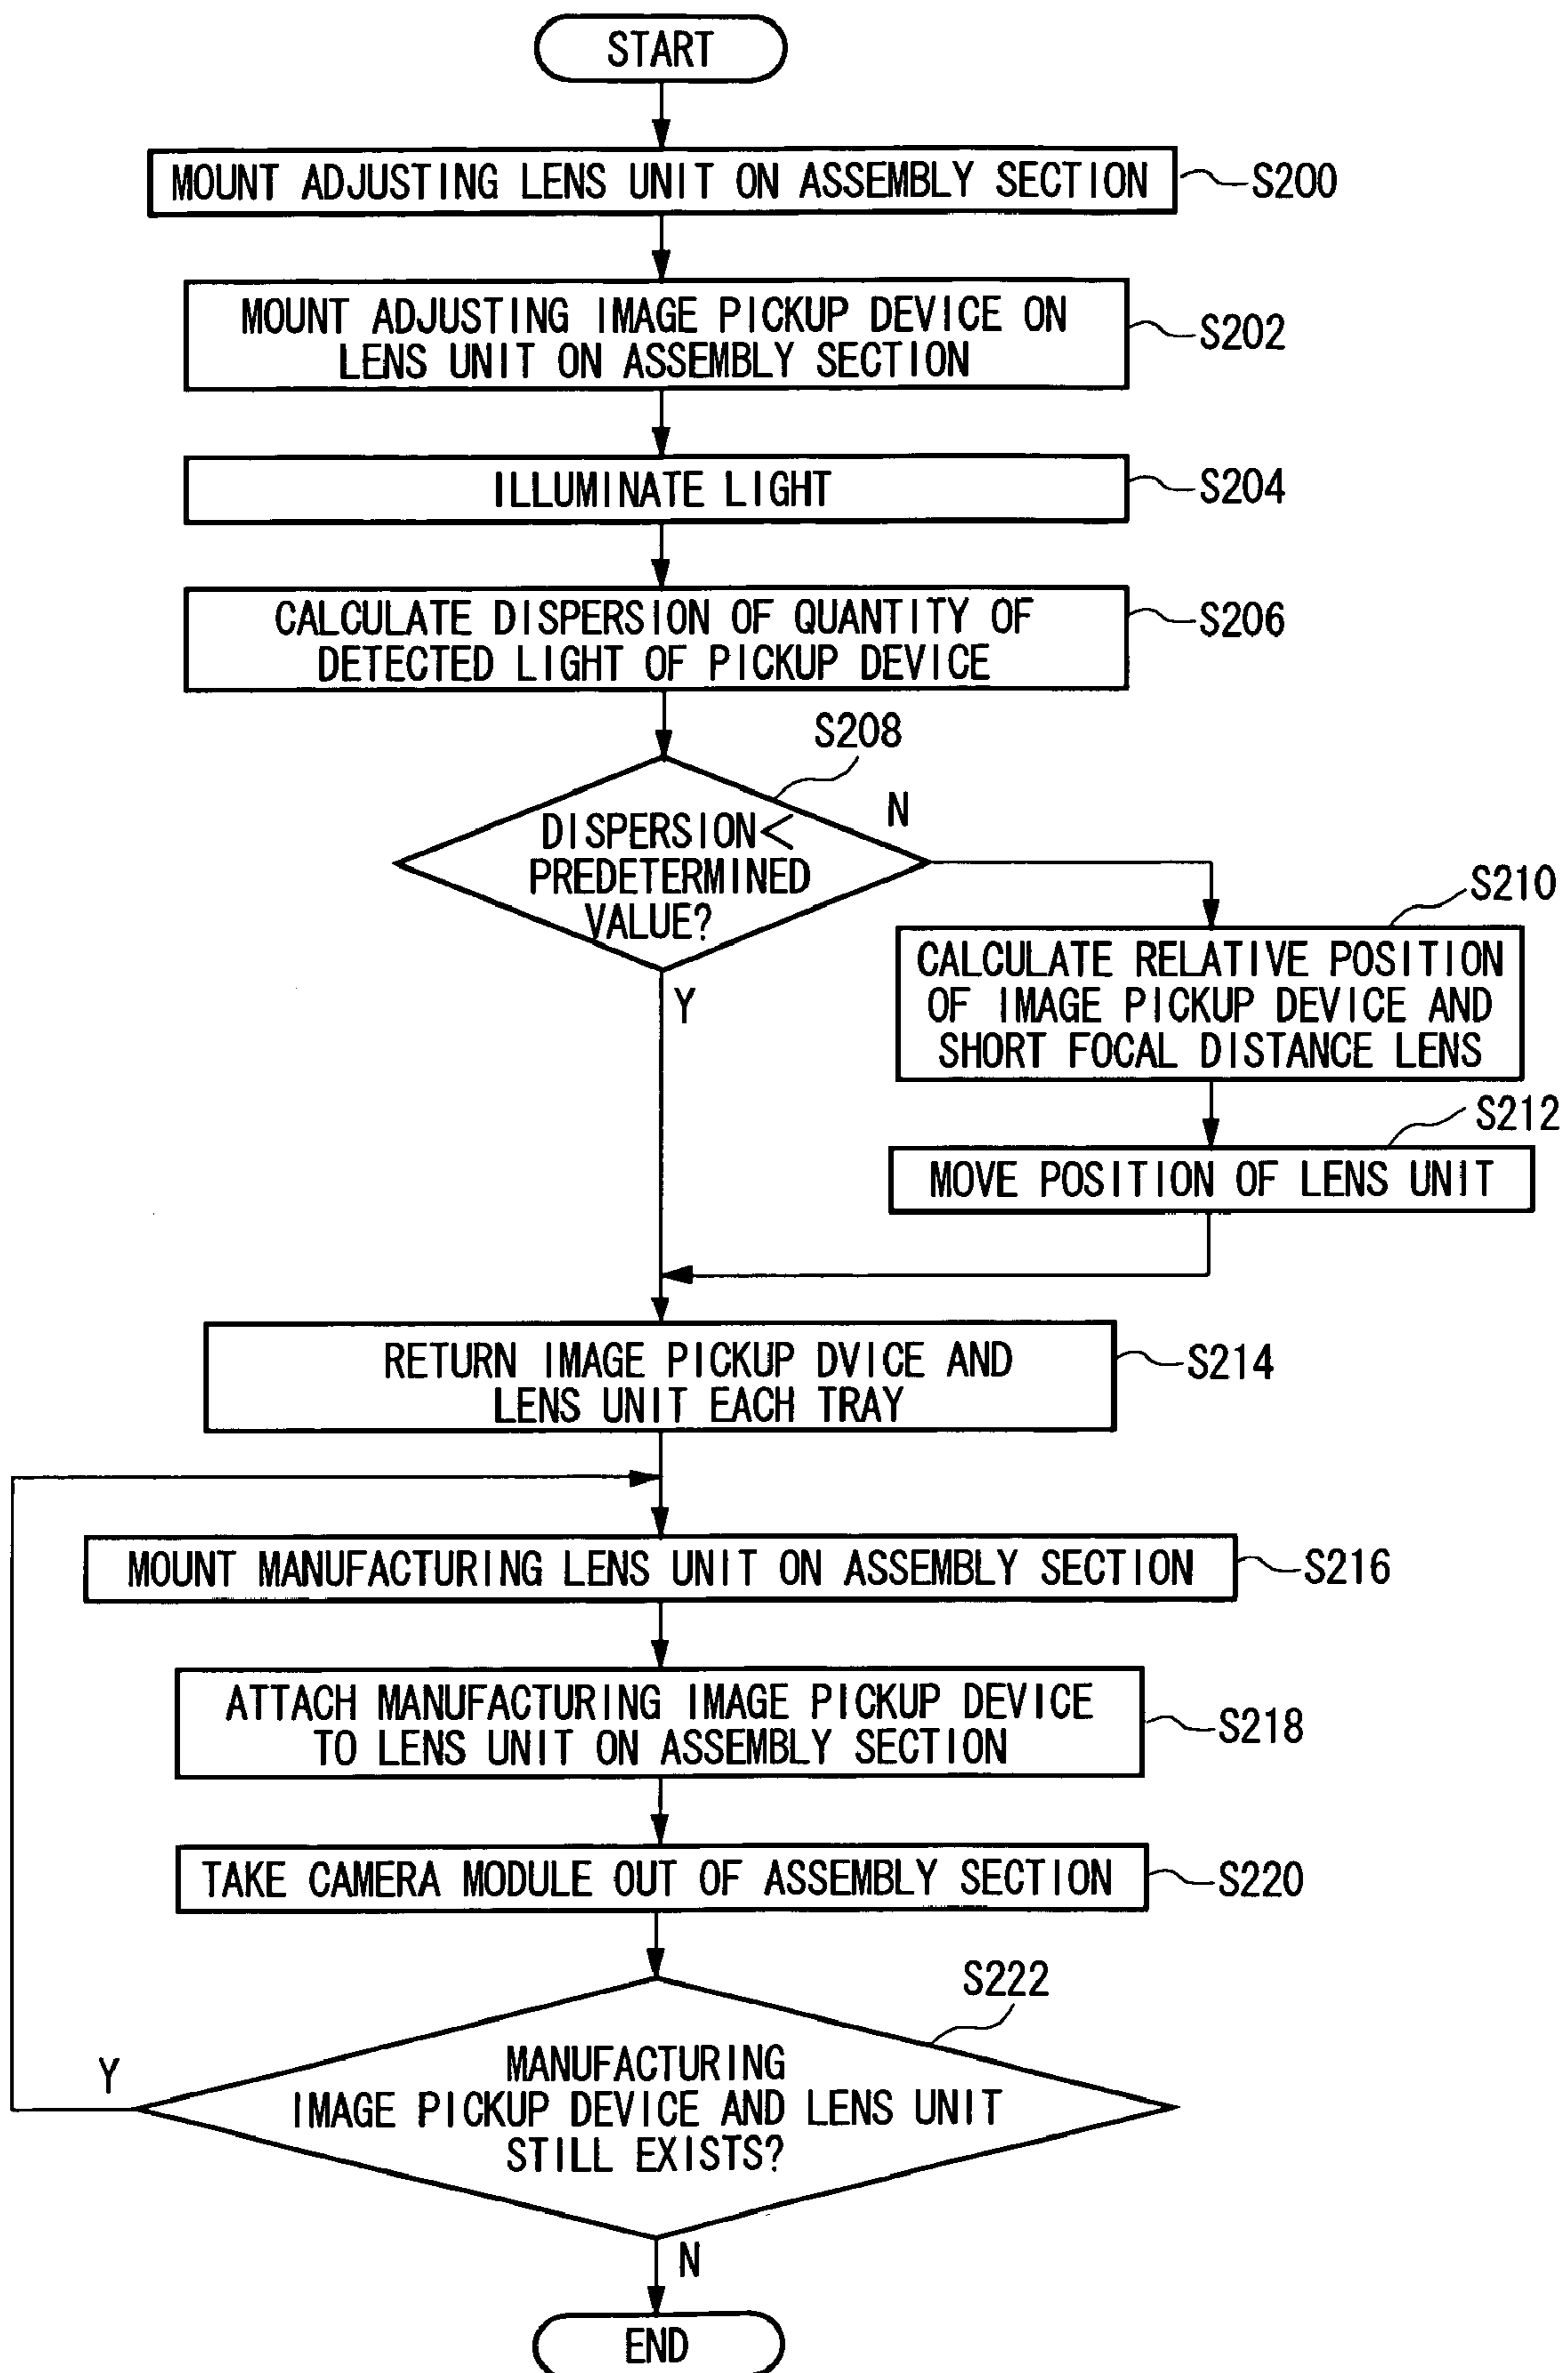 START
MOUNT ADJUSTING LENS UNIT ON ASSEMBLY SECTION
S200
MOUNT ADJUSTING IMAGE PICKUP DEVICE ON
LENS UNIT ON ASSEMBLY SECTION
S202
ILLUMINATE LIGHT
S204
CALCULATE DISPERSION OF QUANTITY OF
DETECTED LIGHT OF PICKUP DEVICE
S206
S208
DISPERSION<
PREDETERMINED
VALUE?
N
Y
S210
CALCULATE RELATIVE POSITION
OF IMAGE PICKUP DEVICE AND
SHORT FOCAL DISTANCE LENS
S212
MOVE POSITION OF LENS UNIT
RETURN IMAGE PICKUP DVICE AND
LENS UNIT EACH TRAY
S214
MOUNT MANUFACTURING LENS UNIT ON ASSEMBLY SECTION
S216
ATTACH MANUFACTURING IMAGE PICKUP DEVICE
TO LENS UNIT ON ASSEMBLY SECTION
S218
TAKE CAMERA MODULE OUT OF ASSEMBLY SECTION
S220
S222
Y
MANUFACTURING
IMAGE PICKUP DEVICE AND LENS UNIT
STILL EXISTS?
N
END